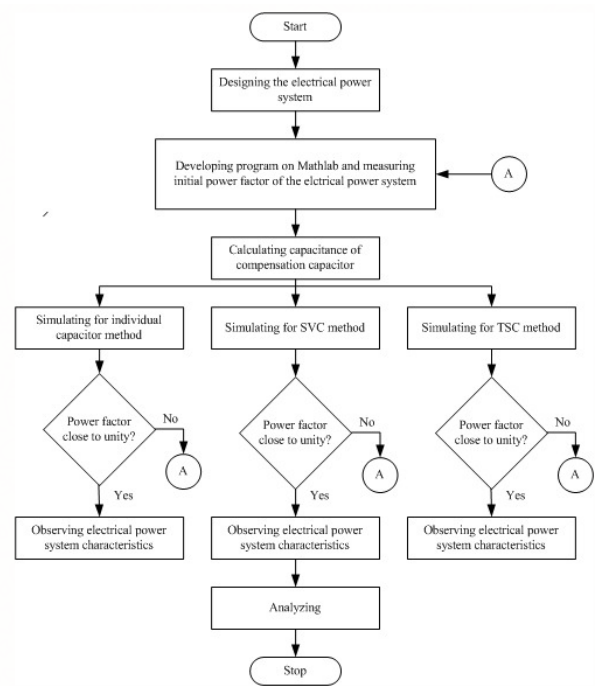 Start
Designing the electrical power
system
Developing program on Mathlab and measuring
initial power factor of the elctrical power system
A
Calculating capacitance of
compensation capacitor
Simulating for individual
capacitor method
Simulating for SVC method
Simulating for TSC method
Power factor
close to unity?
No
A
Yes
Power factor
close to unity?
No
A
Yes
Power factor
close to unity?
No
A
Yes
Observing electrical power
system characteristics
Observing electrical power
system characteristics
Observing electrical power
system characteristics
Analyzing
Stop